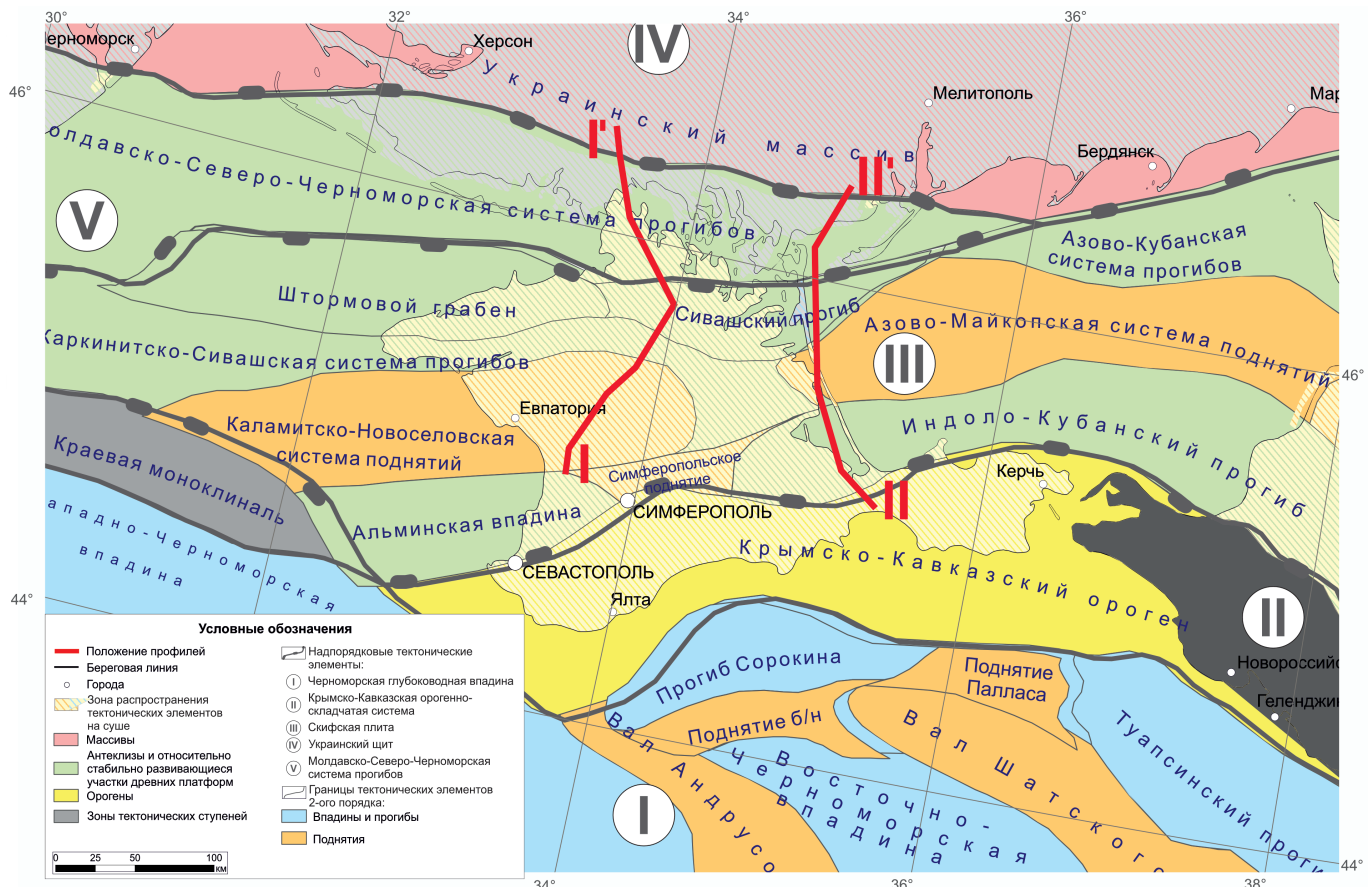 30°
32°
34°
36°
ерноморск
Херсон
IV
46°
Украинский массив
Мелитополь
Мар
Бердянск
I'
II'
олдавско-Северо-Черноморская система прогибов
V
Азово-Кубанская
система прогибов
Штормовой грабен
Сивашский прогиб
Азово-Майкопская система поднятий
Каркинитско-Сивашская система прогибов
III
46°
Евпатория
Каламитско-Новоселовская
система поднятий
Индоло-Кубанский прогиб
Краевая моноклиналь
I
Симферопольское
поднятие
Керчь
II
СИМФЕРОПОЛЬ
Альминская впадина
ападно-Черноморская
впадина
СЕВАСТОПОЛЬ
Крымско-Кавказский ороген
44°
Ялта
II
Прогиб Сорокина
Поднятие
Палласа
Новороссийс
Геленджик
Поднятие б/н
Вал Андрусо
Восточно-
Черноморская
впадина
Вал Шатского
Туапсинский проги
I
44°
34°
36°
38°
Условные обозначения
Положение профилей
Береговая линия
Города
Зона распространения
тектонических элементов
на суше
Массивы
Антеклизы и относительно
стабильно развивающиеся
участки древних платформ
Орогены
Зоны тектонических ступеней
0 25 50 100
км
Надпорядковые тектонические
элементы:
I Черноморская глубоководная впадина
II Крымско-Кавказская орогенно-
складчатая система
III Скифская плита
IV Украинский щит
V Молдавско-Северо-Черноморская
система прогибов
Границы тектонических элементов
2-ого порядка:
Впадины и прогибы
Поднятия